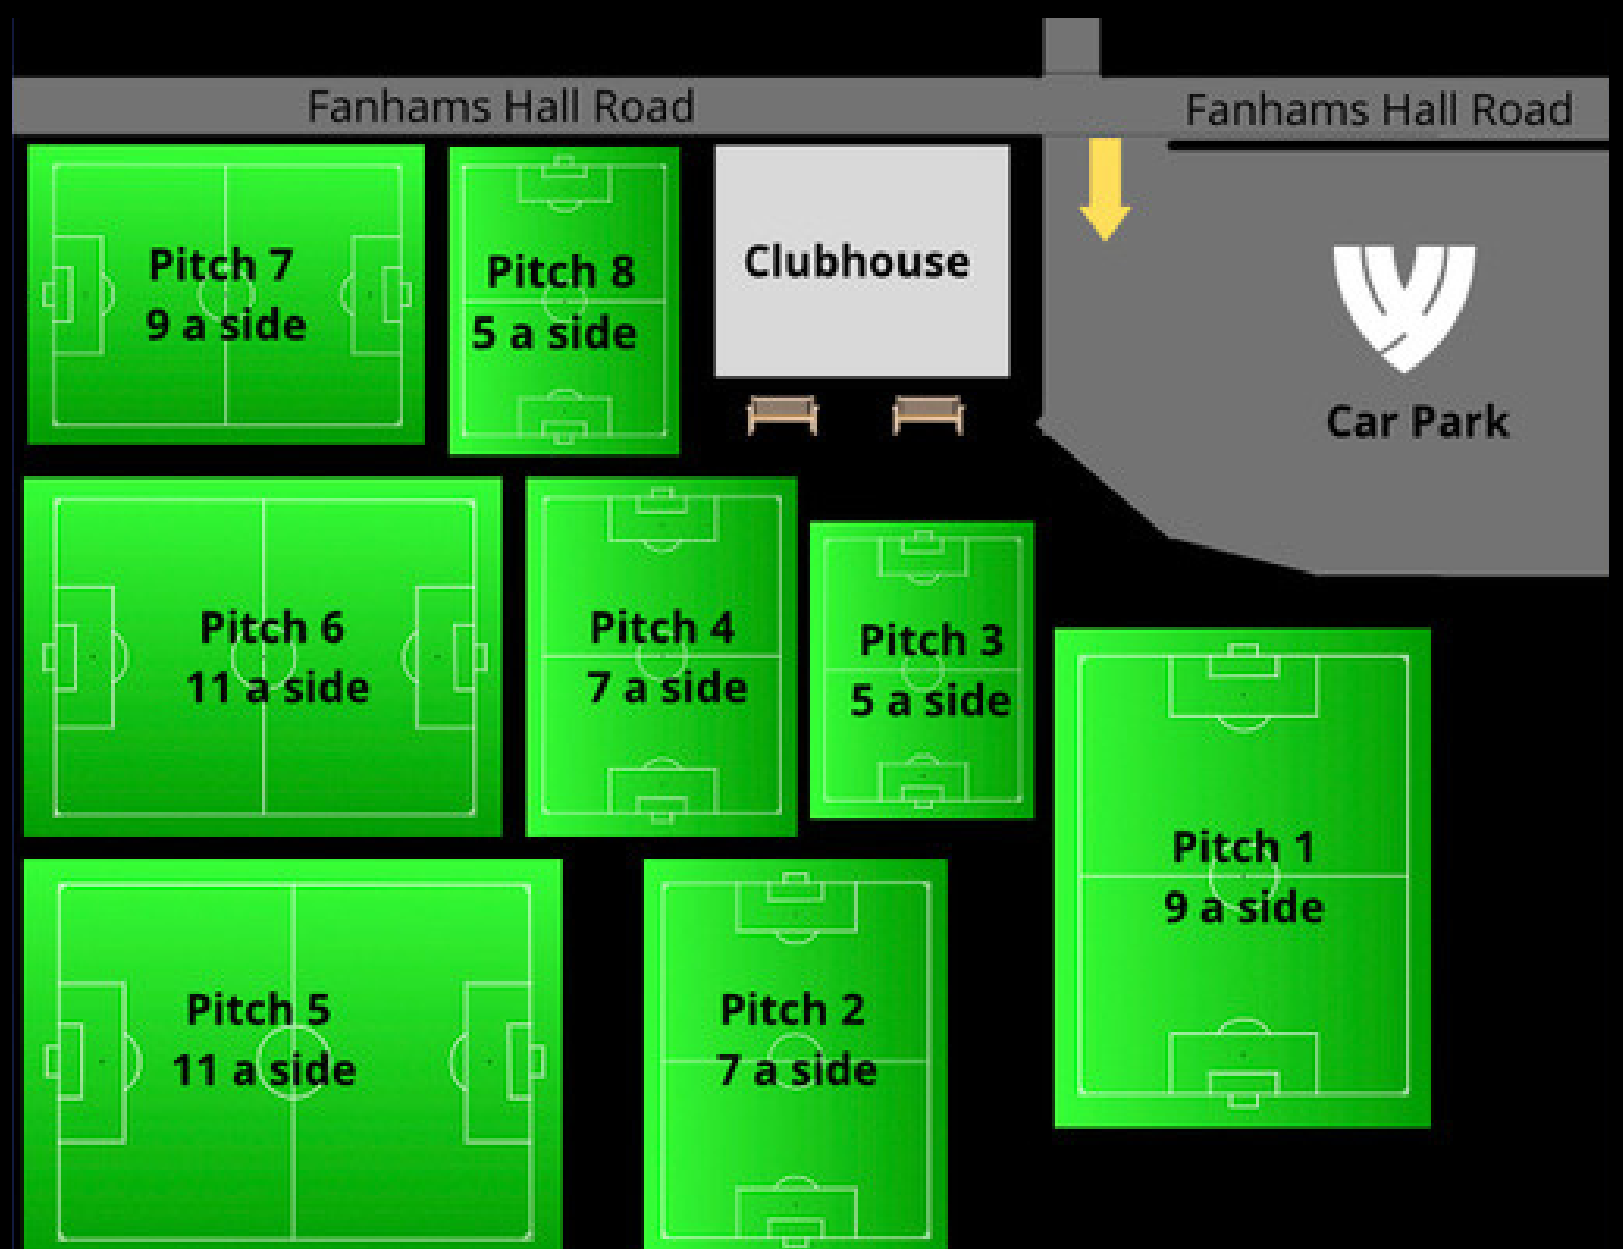 Fanhams Hall Road
Fanhams Hall Road
Pitch 7
9 a side
Pitch 8
5 a side
Clubhouse
Car Park
Pitch 6
11 a side
Pitch 4
7 a side
Pitch 3
5 a side
Pitch 1
9 a side
Pitch 5
11 a side
Pitch 2
7 a side